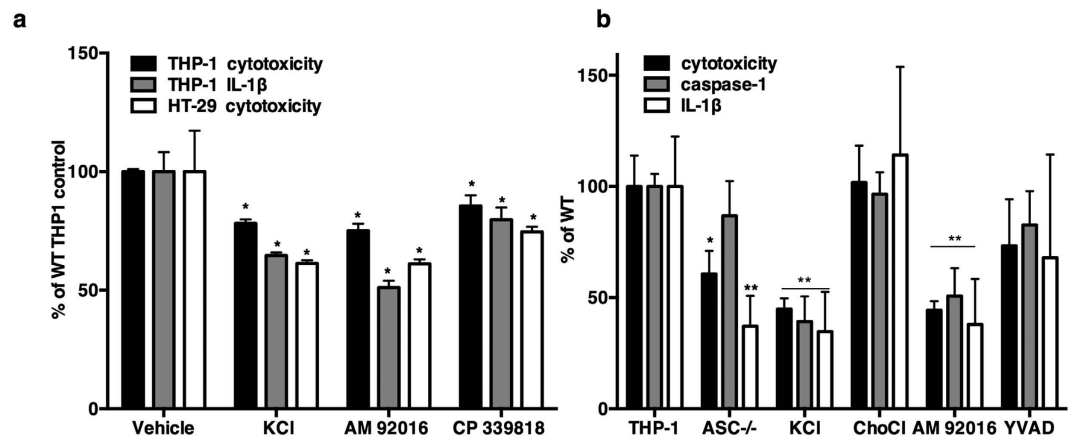 a
150
100
50
0
% of WT THP1 control
THP-1 cytotoxicity
THP-1 IL-1β
HT-29 cytotoxicity
*
*
*
*
*
*
*
*
*
Vehicle
KCl
AM 92016
CP 339818
b
150
100
50
0
% of WT
cytotoxicity
caspase-1
IL-1β
*
**
**
**
THP-1
ASC-/-
KCl
ChoCl
AM 92016
YVAD